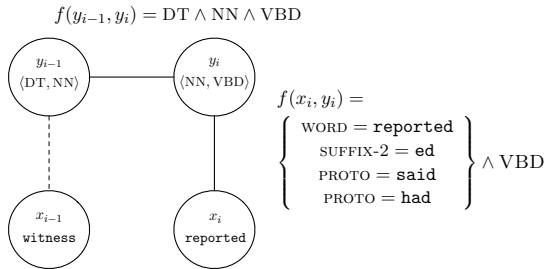 f(y_{i−1}, y_i) = DT ∧ NN ∧ VBD
y_{i−1}
⟨DT, NN⟩
y_i
⟨NN, VBD⟩
f(x_i, y_i) =
WORD = reported
SUFFIX-2 = ed
PROTO = said
PROTO = had
∧ VBD
x_{i−1}
witness
x_i
reported